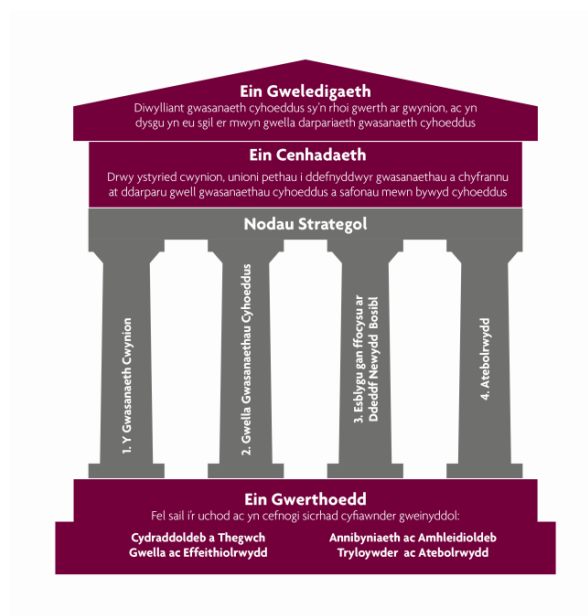 Ein Gweledigaeth
Diwylliant gwasanaeth cyhoeddus sy'n rhoi gwerth ar gwynion, ac yn
dysgu yn eu sgil er mwyn gwella darpariaeth gwasanaeth cyhoeddus
Ein Cenhadaeth
Drwy ystyried cwynion, unioni pethau i ddefnyddwyr gwasanaethau a chyfrannu
at ddarparu gwell gwasanaethau cyhoeddus a safonau mewn bywyd cyhoeddus
Nodau Strategol
1. Y Gwasanaeth Cwynion
2. Gwella Gwasanaethau Cyhoeddus
3. Esblygu gan ffocysu ar
Ddeddf Newydd Bosibl
4. Atebolrwydd
Ein Gwerthoedd
Fel sail i'r uchod ac yn cefnogi sicrhad cyfiawnder gweinyddol:
Cydraddoldeb a Thegwch
Gwella ac Effeithiolrwydd
Annibyniaeth ac Amhleidioldeb
Tryloywder ac Atebolrwydd